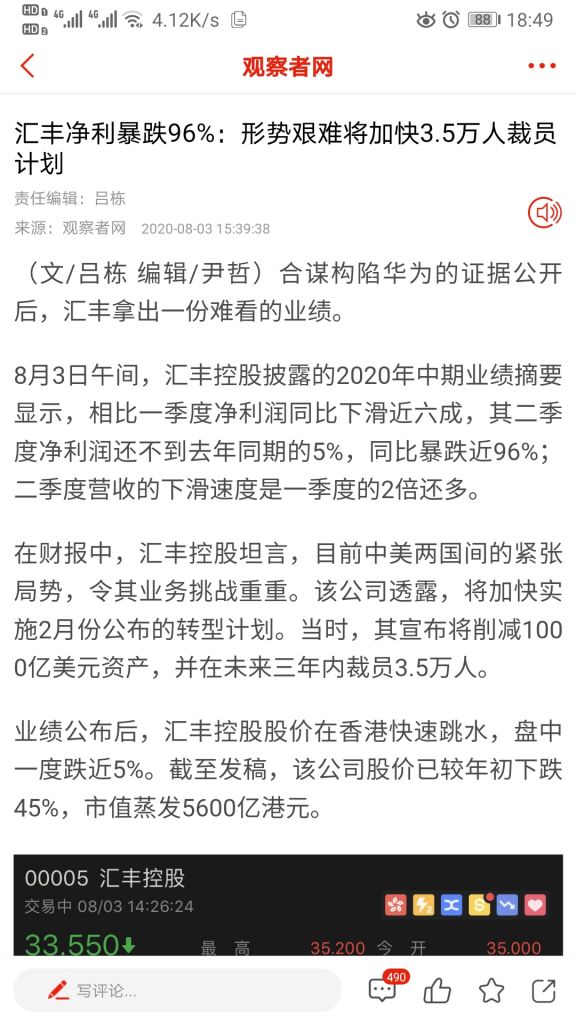 HD 1 4G 4G 4.12K/s 88 18:49
HD 2
观察者网
汇丰净利暴跌96%：形势艰难将加快3.5万人裁员
计划
责任编辑：吕栋
来源：观察者网 2020-08-03 15:39:38
（文/吕栋 编辑/尹哲）合谋构陷华为的证据公开
后，汇丰拿出一份难看的业绩。
8月3日午间，汇丰控股披露的2020年中期业绩摘要
显示，相比一季度净利润同比下滑近六成，其二季
度净利润还不到去年同期的5%，同比暴跌近96%；
二季度营收的下滑速度是一季度的2倍还多。
在财报中，汇丰控股坦言，目前中美两国间的紧张
局势，令其业务挑战重重。该公司透露，将加快实
施2月份公布的转型计划。当时，其宣布将削减100
0亿美元资产，并在未来三年内裁员3.5万人。
业绩公布后，汇丰控股股价在香港快速跳水，盘中
一度跌近5%。截至发稿，该公司股价已较年初下跌
45%，市值蒸发5600亿港元。
00005 汇丰控股
交易中 08/03 14:26:24
33.550 最 高 35.200 今 开 35.000
写评论... 490